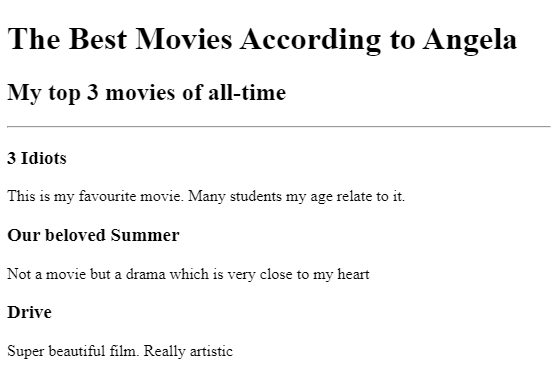 The Best Movies According to Angela
My top 3 movies of all-time
3 Idiots
This is my favourite movie. Many students my age relate to it.
Our beloved Summer
Not a movie but a drama which is very close to my heart
Drive
Super beautiful film. Really artistic